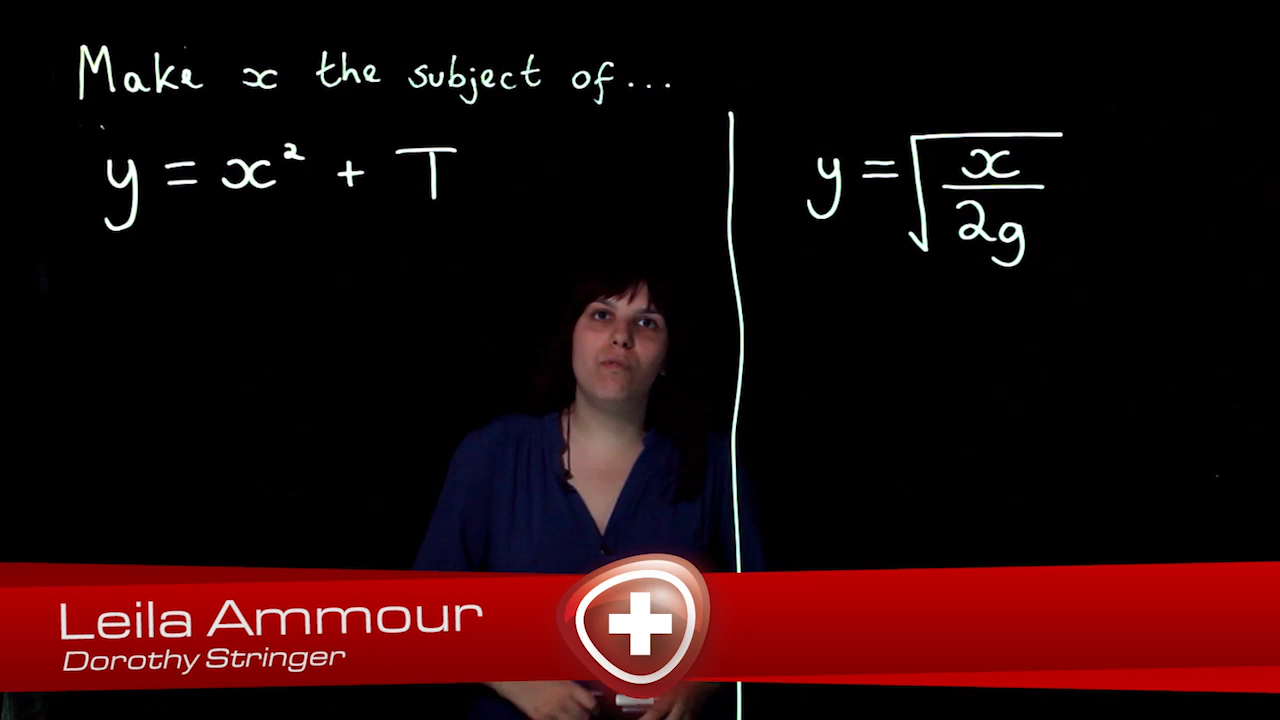 Make x the subject of...
y = x² + T
y = √(x/2g)
Leila Ammour
Dorothy Stringer